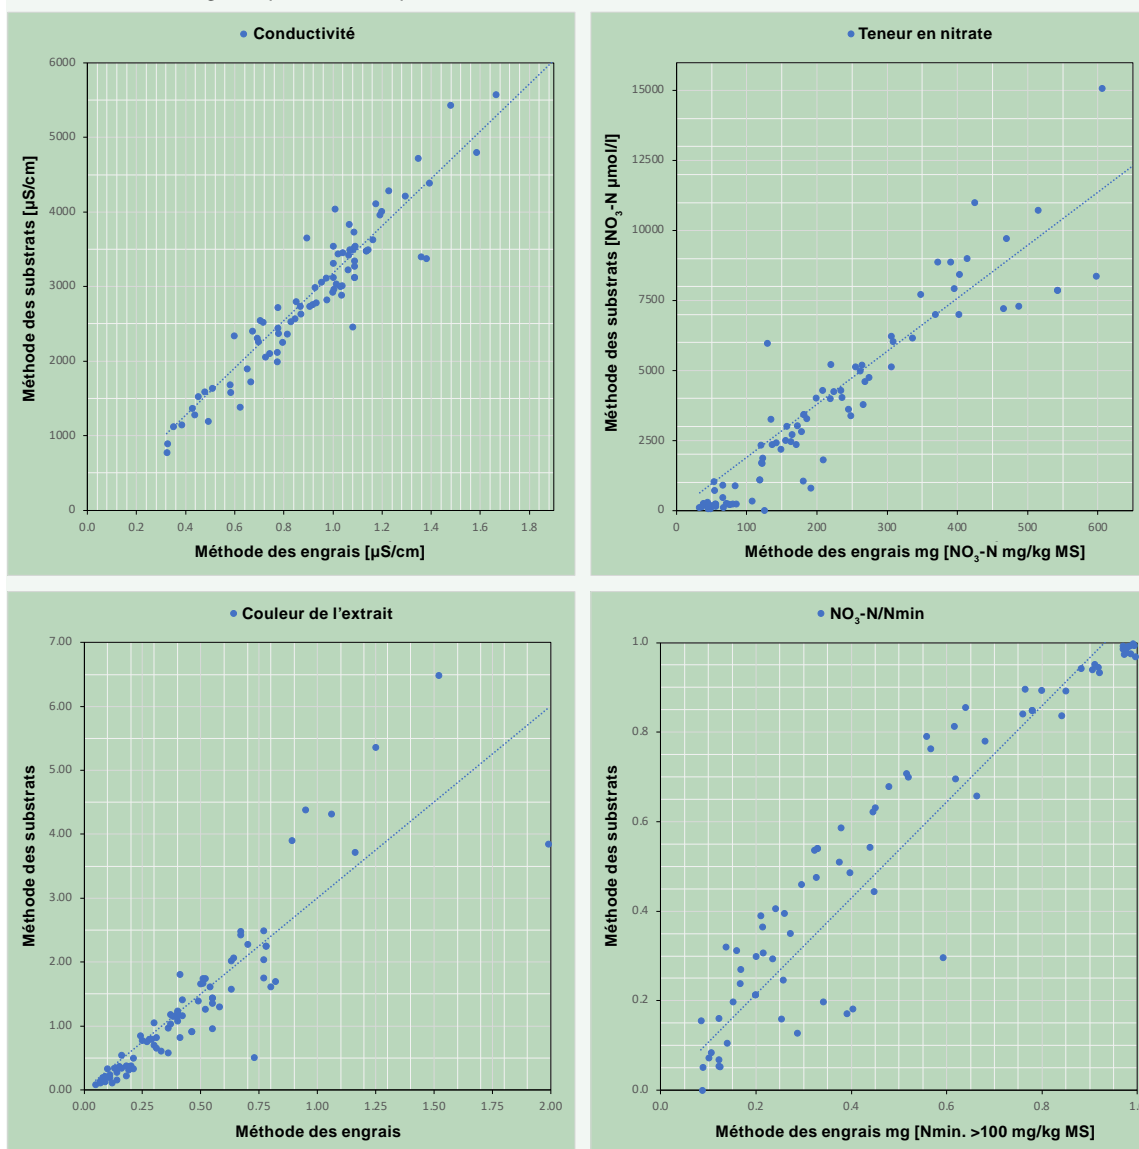 Conductivité
6000
5000
4000
3000
2000
1000
0
0.0 0.2 0.4 0.6 0.8 1.0 1.2 1.4 1.6 1.8
Méthode des substrats [µS/cm]
Méthode des engrais [µS/cm]
Teneur en nitrate
15000
12500
10000
7500
5000
2500
0
0 100 200 300 400 500 600
Méthode des substrats [NO3-N µmol/l]
Méthode des engrais mg [NO3-N mg/kg MS]
Couleur de l'extrait
7.00
6.00
5.00
4.00
3.00
2.00
1.00
0.00
0.00 0.25 0.50 0.75 1.00 1.25 1.50 1.75 2.00
Méthode des substrats
Méthode des engrais
NO3-N/Nmin
1.0
0.8
0.6
0.4
0.2
0.0
0.0 0.2 0.4 0.6 0.8
Méthode des substrats
Méthode des engrais mg [Nmin. >100 mg/kg MS]